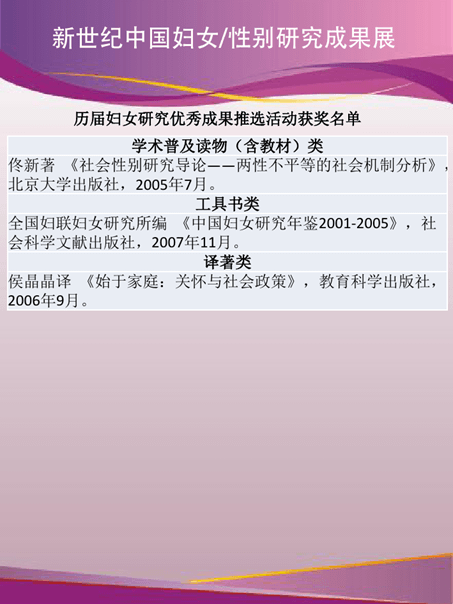 新世纪中国妇女/性别研究成果展
历届妇女研究优秀成果推选活动获奖名单
学术普及读物（含教材）类
佟新著 《社会性别研究导论——两性不平等的社会机制分析》，
北京大学出版社，2005年7月。
工具书类
全国妇联妇女研究所编 《中国妇女研究年鉴2001-2005》，社
会科学文献出版社，2007年11月。
译著类
侯晶晶译 《始于家庭：关怀与社会政策》，教育科学出版社，
2006年9月。